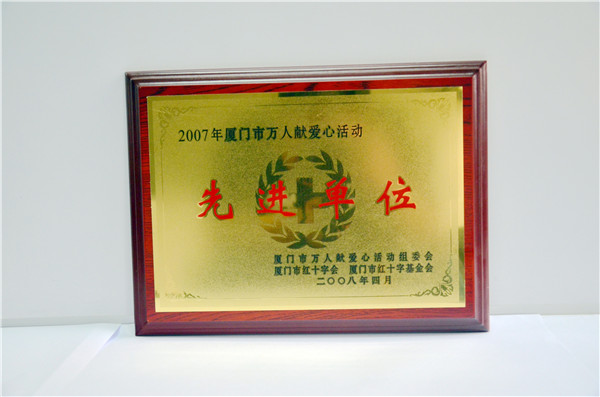 2007年厦门市万人献爱心活动
先进单位
厦门市万人献爱心活动组委会
厦门市红十字会 厦门市红十字基金会
二〇〇八年四月